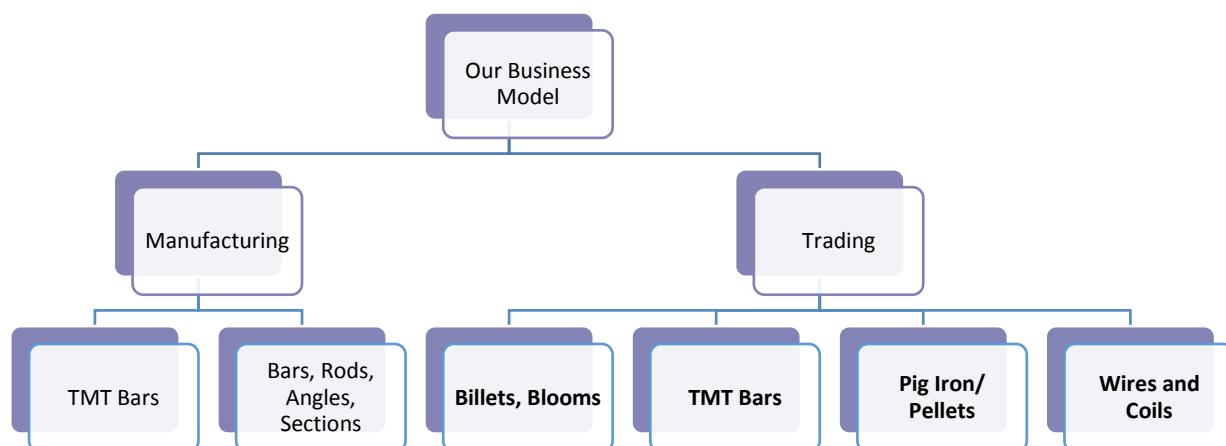 Our Business
Model
Manufacturing
Trading
TMT Bars
Bars, Rods,
Angles,
Sections
Billets, Blooms
TMT Bars
Pig Iron/
Pellets
Wires and
Coils